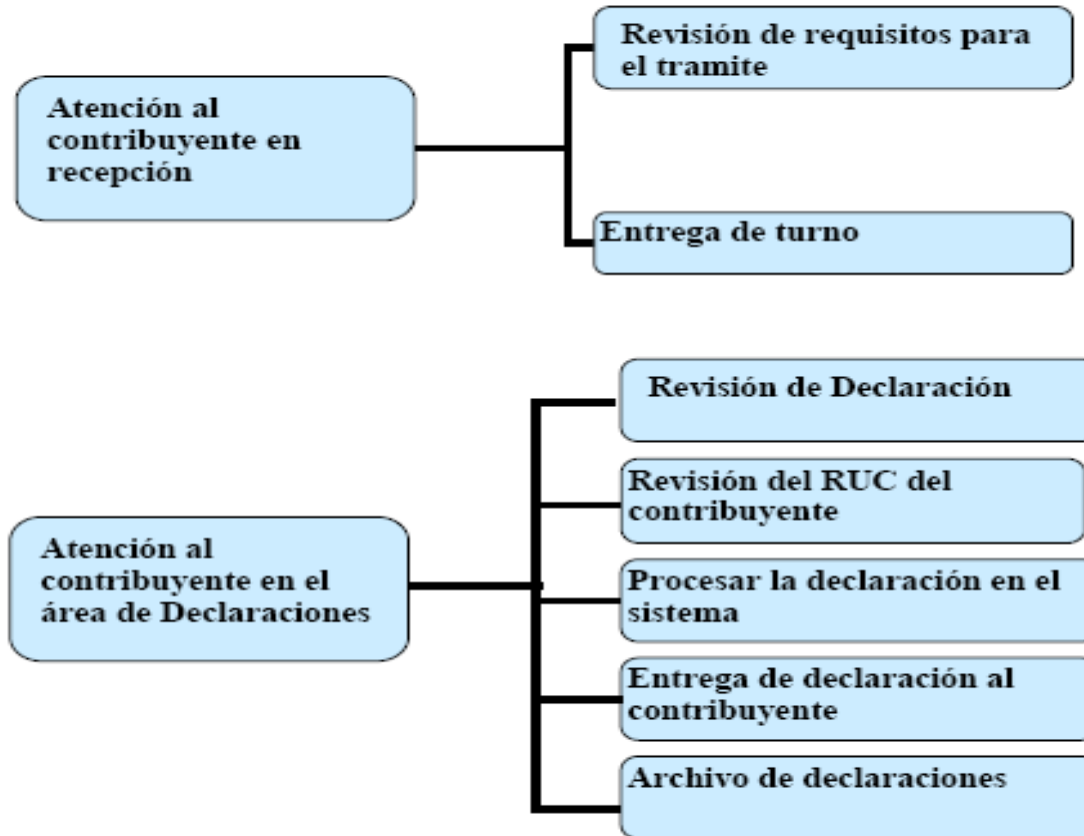 Atención al
contribuyente en
recepción
Revisión de requisitos para
el tramite
Entrega de turno
Atención al
contribuyente en el
área de Declaraciones
Revisión de Declaración
Revisión del RUC del
contribuyente
Procesar la declaración en el
sistema
Entrega de declaración al
contribuyente
Archivo de declaraciones